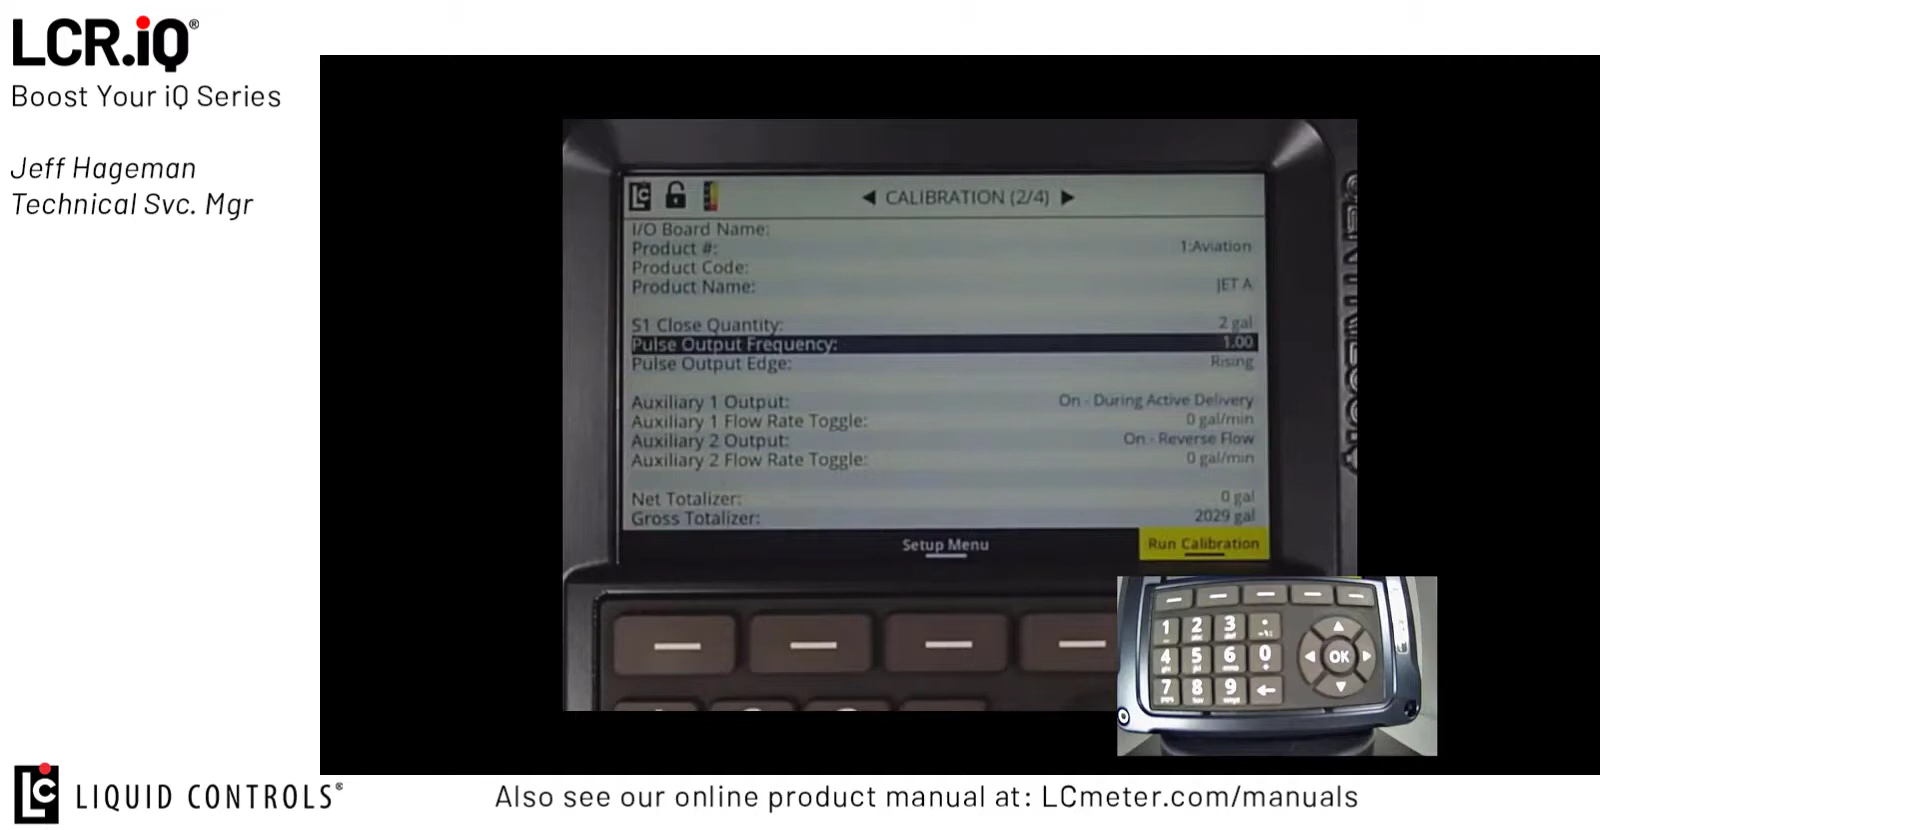 LCR.iQ®
Boost Your iQ Series
Jeff Hageman
Technical Svc. Mgr
LC
◀ CALIBRATION (2/4) ▶
I/O Board Name:
Product #: 1:Aviation
Product Code:
Product Name: JET A
S1 Close Quantity: 2 gal
Pulse Output Frequency: 1.00
Pulse Output Edge: Rising
Auxiliary 1 Output: On - During Active Delivery
Auxiliary 1 Flow Rate Toggle: 0 gal/min
Auxiliary 2 Output: On - Reverse Flow
Auxiliary 2 Flow Rate Toggle: 0 gal/min
Net Totalizer: 0 gal
Gross Totalizer: 2029 gal
Setup Menu Run Calibration
1 2 3
4 5 6 0 OK
7 8 9
LC LIQUID CONTROLS®
Also see our online product manual at: LCmeter.com/manuals